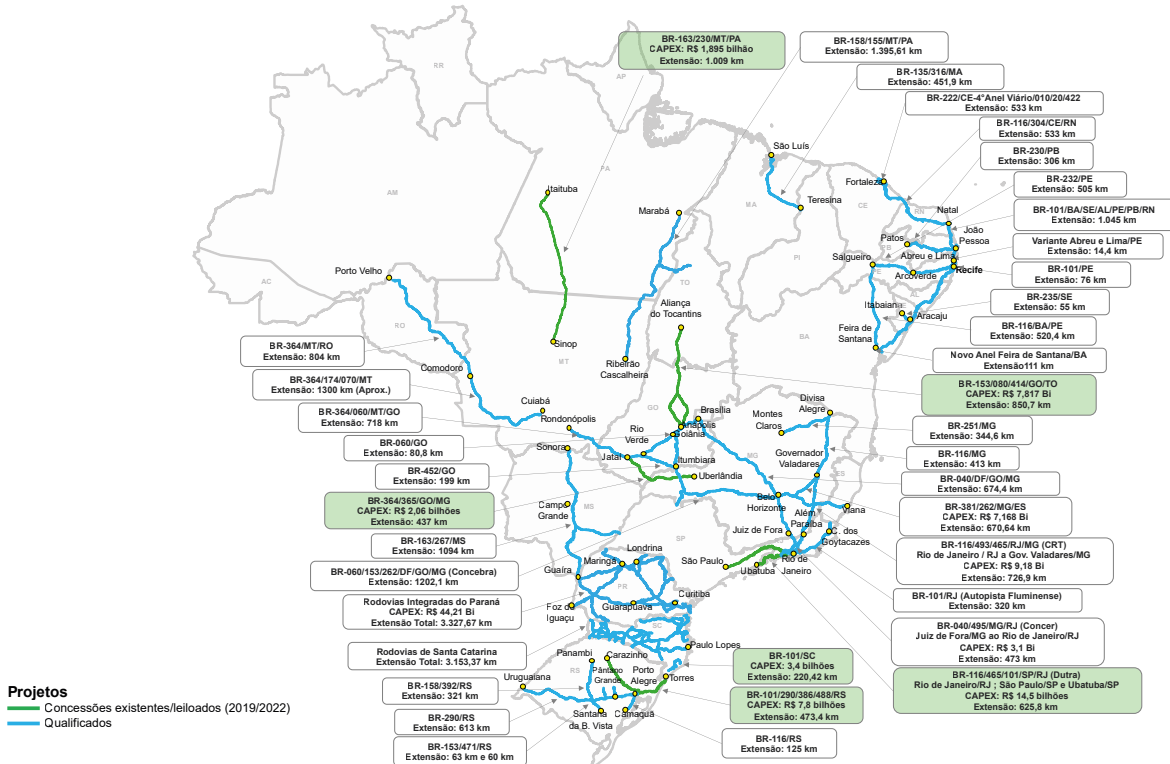 BR-163/230/MT/PA
CAPEX: R$ 1,895 bilhão
Extensão: 1.009 km
BR-158/155/MT/PA
Extensão: 1.395,61 km
BR-135/316/MA
Extensão: 451,9 km
BR-222/CE-4°Anel Viário/010/20/422
Extensão: 533 km
BR-116/304/CE/RN
Extensão: 533 km
BR-230/PB
Extensão: 306 km
BR-232/PE
Extensão: 505 km
BR-101/BA/SE/AL/PE/PB/RN
Extensão: 1.045 km
Variante Abreu e Lima/PE
Extensão: 14,4 km
BR-101/PE
Extensão: 76 km
BR-235/SE
Extensão: 55 km
BR-116/BA/PE
Extensão: 520,4 km
Novo Anel Feira de Santana/BA
Extensão111 km
BR-153/080/414/GO/TO
CAPEX: R$ 7,817 Bi
Extensão: 850,7 km
BR-251/MG
Extensão: 344,6 km
BR-116/MG
Extensão: 413 km
BR-040/DF/GO/MG
Extensão: 674,4 km
BR-381/262/MG/ES
CAPEX: R$ 7,168 Bi
Extensão: 670,64 km
BR-116/493/465/RJ/MG (CRT)
Rio de Janeiro / RJ a Gov. Valadares/MG
CAPEX: R$ 9,18 Bi
Extensão: 726,9 km
BR-101/RJ (Autopista Fluminense)
Extensão: 320 km
BR-040/495/MG/RJ (Concer)
Juiz de Fora/MG ao Rio de Janeiro/RJ
CAPEX: R$ 3,1 Bi
Extensão: 473 km
BR-116/465/101/SP/RJ (Dutra)
Rio de Janeiro/RJ ; São Paulo/SP e Ubatuba/SP
CAPEX: R$ 14,5 bilhões
Extensão: 625,8 km
BR-101/SC
CAPEX: 3,4 bilhões
Extensão: 220,42 km
BR-101/290/386/488/RS
CAPEX: R$ 7,8 bilhões
Extensão: 473,4 km
BR-116/RS
Extensão: 125 km
BR-364/MT/RO
Extensão: 804 km
BR-364/174/070/MT
Extensão: 1300 km (Aprox.)
BR-364/060/MT/GO
Extensão: 718 km
BR-060/GO
Extensão: 80,8 km
BR-452/GO
Extensão: 199 km
BR-364/365/GO/MG
CAPEX: R$ 2,06 bilhões
Extensão: 437 km
BR-163/267/MS
Extensão: 1094 km
BR-060/153/262/DF/GO/MG (Concebra)
Extensão: 1202,1 km
Rodovias Integradas do Paraná
CAPEX: R$ 44,21 Bi
Extensão Total: 3.327,67 km
Rodovias de Santa Catarina
Extensão Total: 3.153,37 km
BR-158/392/RS
Extensão: 321 km
BR-290/RS
Extensão: 613 km
BR-153/471/RS
Extensão: 63 km e 60 km
RR
AP
AM
PA
MA
CE
RN
PB
PE
AL
PI
TO
AC
RO
MT
BA
GO
MG
ES
MS
SP
PR
SC
RS
São Luís
Teresina
Fortaleza
Natal
João
Pessoa
Patos
Abreu e Lima
Salgueiro
Arcoverde
Recife
Itabaiana
Aracaju
Feira de
Santana
Itaituba
Marabá
Porto Velho
Aliança
do Tocantins
Sinop
Ribeirão
Cascalheira
Comodoro
Cuiabá
Rondonópolis
Sonora
Rio
Verde
Jataí
Brasília
Anápolis
Goiânia
Itumbiara
Uberlândia
Montes
Claros
Divisa
Alegre
Governador
Valadares
Belo
Horizonte
Viana
Além
Paraíba
C. dos
Goytacazes
Juiz de Fora
Rio de
Janeiro
São Paulo
Ubatuba
Campo
Grande
Londrina
Maringa
Guaíra
Foz do
Iguaçu
Guarapuava
Curitiba
Paulo Lopes
Panambi
Carazinho
Pântano
Grande
Porto
Alegre
Torres
Uruguaiana
Santana
da B. Vista
Camaquã
Projetos
Concessões existentes/leiloados (2019/2022)
Qualificados